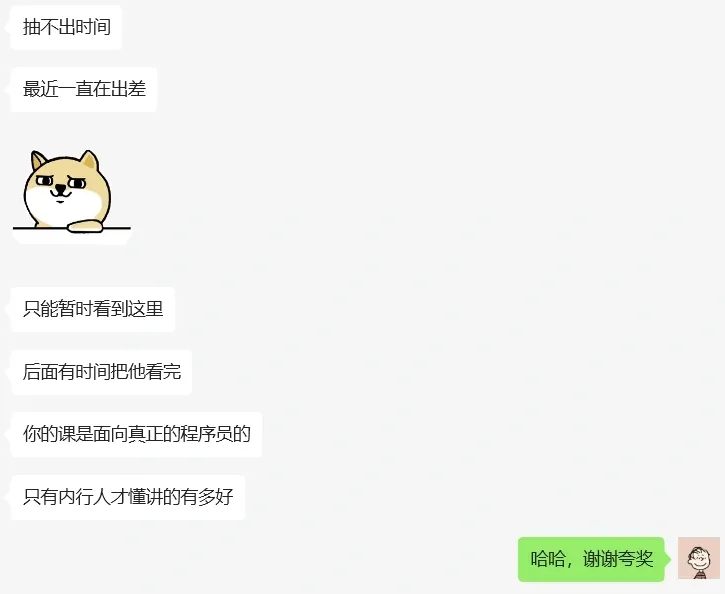 抽不出时间
最近一直在出差
只能暂时看到这里
后面有时间把他看完
你的课是面向真正的程序员的
只有内行人才懂讲的有多好
哈哈，谢谢夸奖